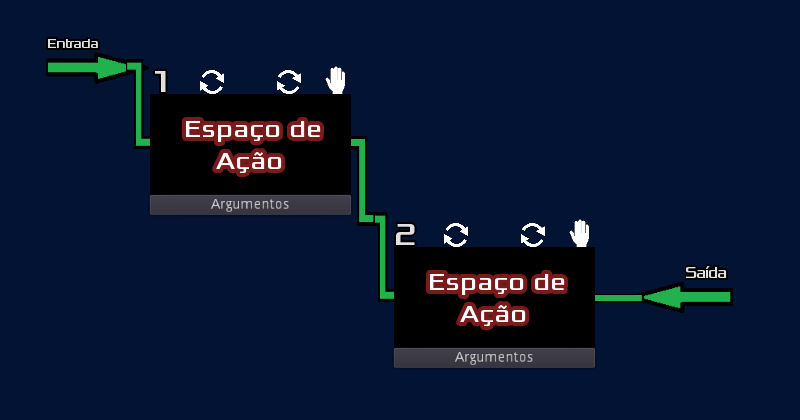 Entrada
1
Espaço de
Ação
Argumentos
2
Espaço de
Ação
Saída
Argumentos